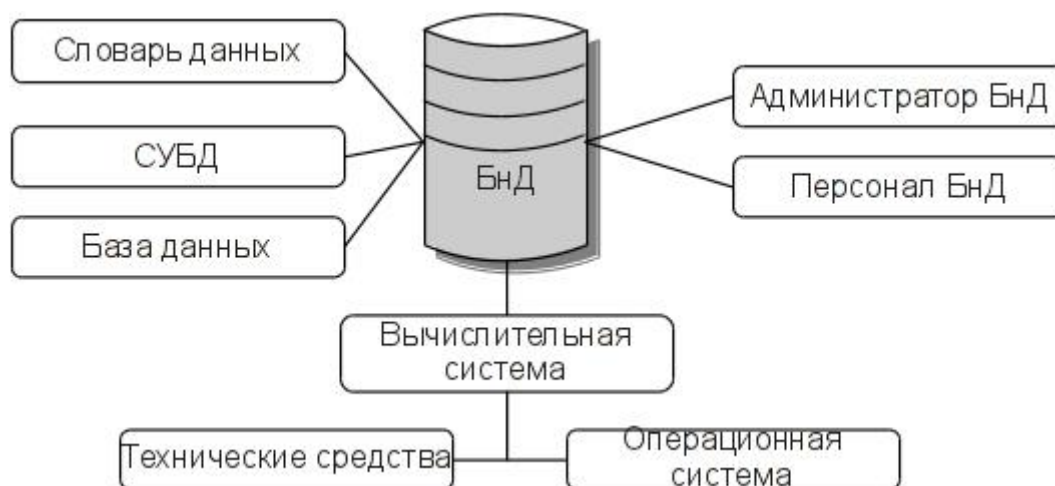 Словарь данных
СУБД
База данных
БнД
Администратор БнД
Персонал БнД
Вычислительная
система
Технические средства
Операционная
система